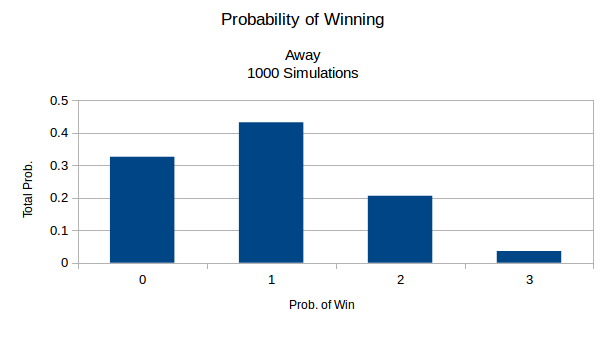 Probability of Winning
Away
1000 Simulations
0.5
0.4
0.3
0.2
0.1
0
Total Prob.
0 1 2 3
Prob. of Win